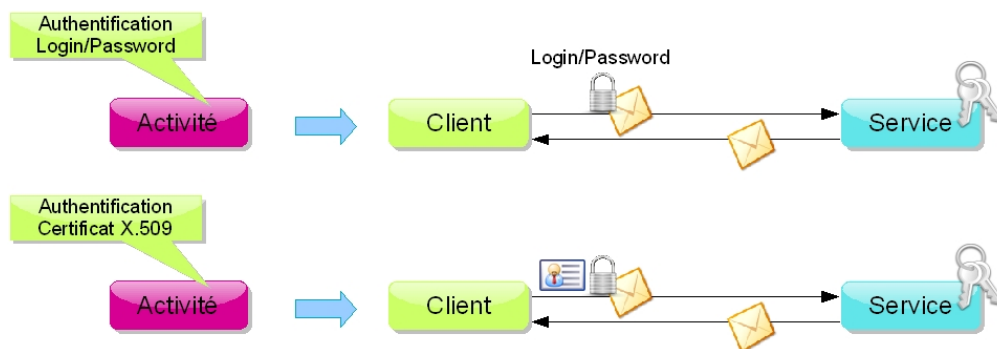 Authentification
Login/Password
Login/Password
Activité
Client
Service
Authentification
Certificat X.509
Activité
Client
Service